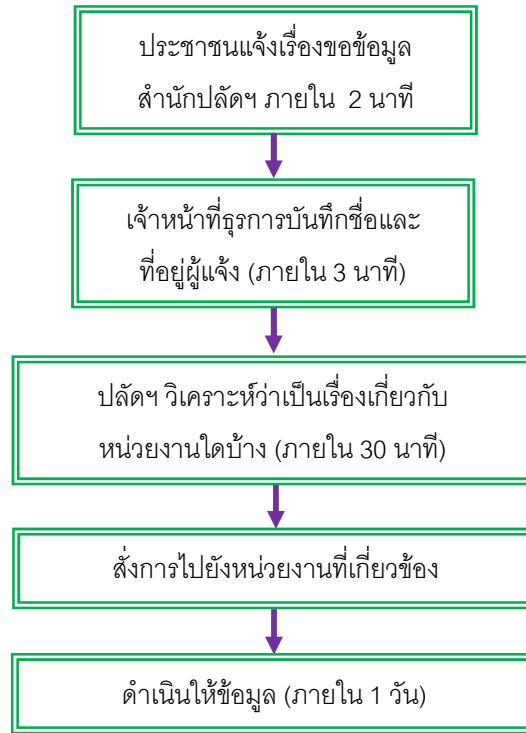 ประชาชนแจ้งเรื่องขอข้อมูล
สำนักปลัดฯ ภายใน 2 นาที
เจ้าหน้าที่ธุรการบันทึกชื่อและ
ที่อยู่ผู้แจ้ง (ภายใน 3 นาที)
ปลัดฯ วิเคราะห์ว่าเป็นเรื่องเกี่ยวกับ
หน่วยงานใดบ้าง (ภายใน 30 นาที)
สั่งการไปยังหน่วยงานที่เกี่ยวข้อง
ดำเนินให้ข้อมูล (ภายใน 1 วัน)